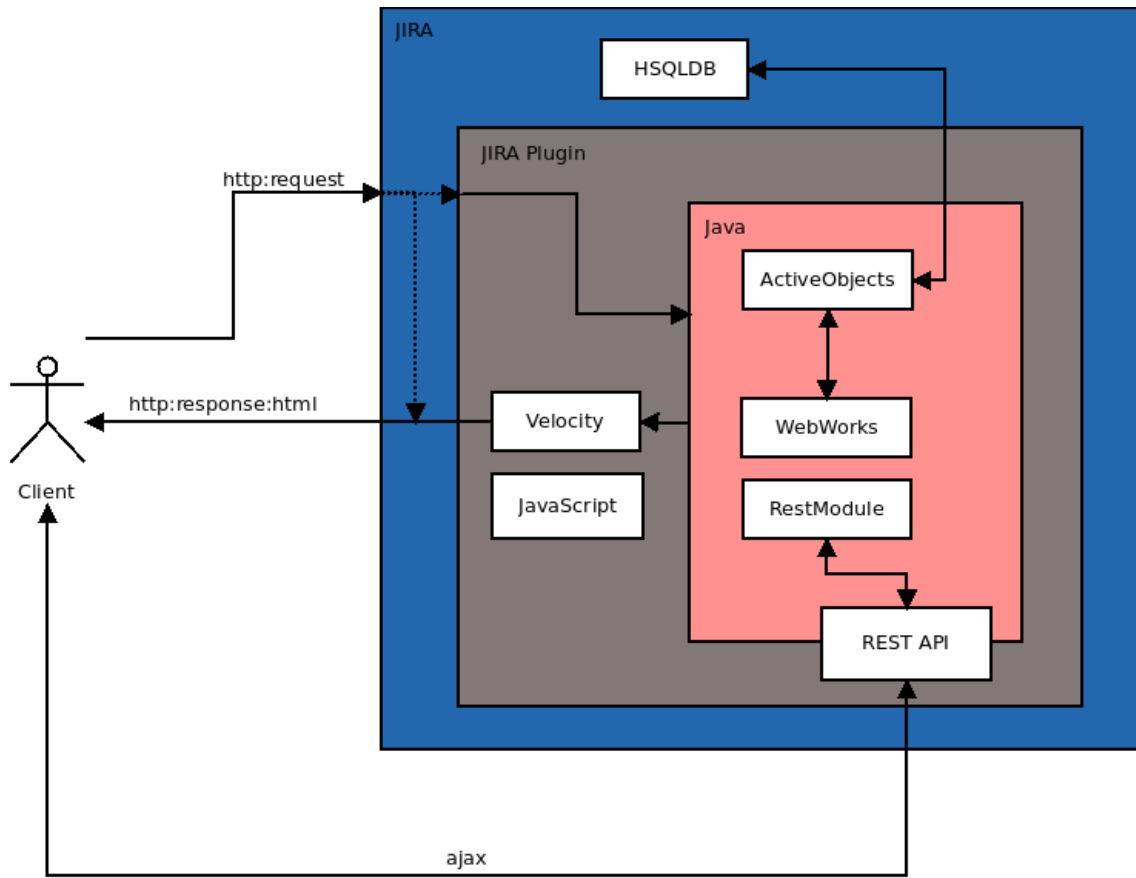 JIRA
HSQLDB
JIRA Plugin
http:request
Java
ActiveObjects
http:response:html
Velocity
WebWorks
Client
JavaScript
RestModule
REST API
ajax